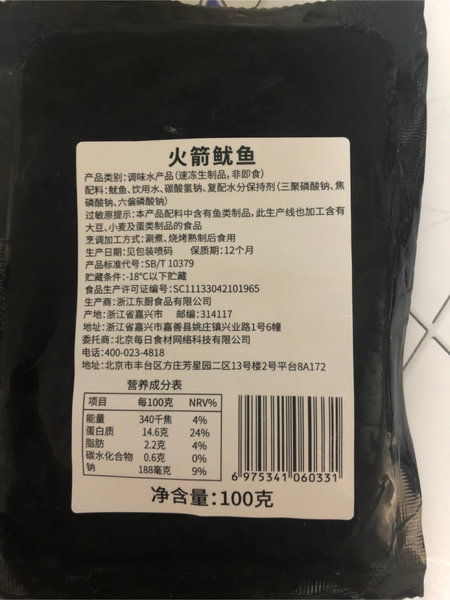 火箭鱿鱼
产品类别:调味水产品(速冻生制品,非即食)
配料:鱿鱼、饮用水、碳酸氢钠、复配水分保持剂(三聚磷酸钠、焦
磷酸钠、六偏磷酸钠)
过敏原提示:本产品配料中含有鱼类制品,此生产线也加工含有
大豆、小麦及蛋类制品的食品
烹调加工方式:涮煮、烧烤熟制后食用
生产日期:见包装喷码 保质期:12个月
产品标准代号:SB/T 10379
贮藏条件:-18°C以下贮藏
食品生产许可证编号:SC11133042101965
生产商:浙江东厨食品有限公司
产地:浙江省嘉兴市 邮编:314117
地址:浙江省嘉兴市嘉善县姚庄镇兴业路1号6幢
委托商:北京每日食材网络科技有限公司
电话:400-023-4818
地址:北京市丰台区方庄芳星园二区13号楼2号平台8A172
营养成分表
项目 每100克 NRV%
能量 340千焦 4%
蛋白质 14.6克 24%
脂肪 2.2克 4%
碳水化合物 0.6克 0%
钠 188毫克 9%
6 975341 060331
净含量:100克